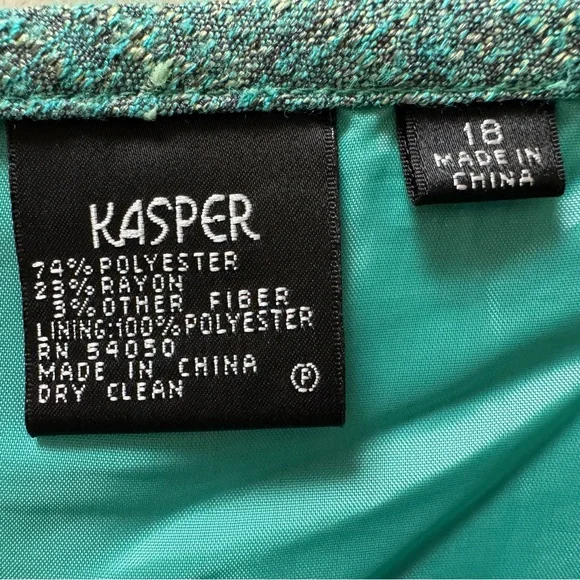 KASPER
74% POLYESTER
23% RAYON
3% OTHER FIBER
LINING:100% POLYESTER
RN 54050
MADE IN CHINA
DRY CLEAN
P
18
MADE IN
CHINA